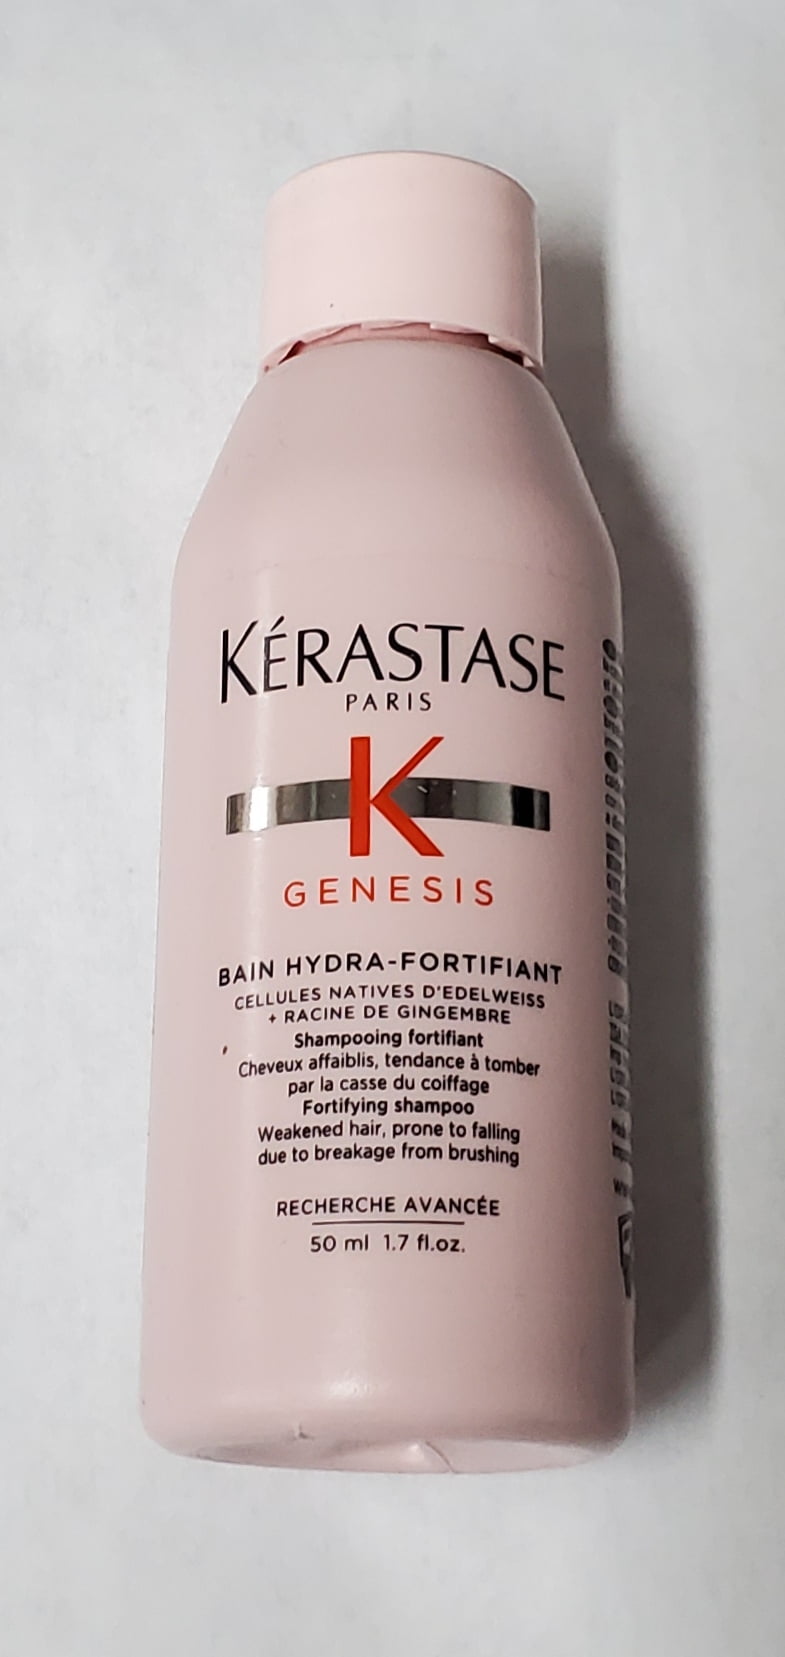 KÉRASTASE
PARIS
K
GENESIS
BAIN HYDRA-FORTIFIANT
CELLULES NATIVES D'EDELWEISS
+ RACINE DE GINGEMBRE
Shampooing fortifiant
Cheveux affaiblis, tendance à tomber
par la casse du coiffage
Fortifying shampoo
Weakened hair, prone to falling
due to breakage from brushing
RECHERCHE AVANCÉE
50 ml 1.7 fl.oz.